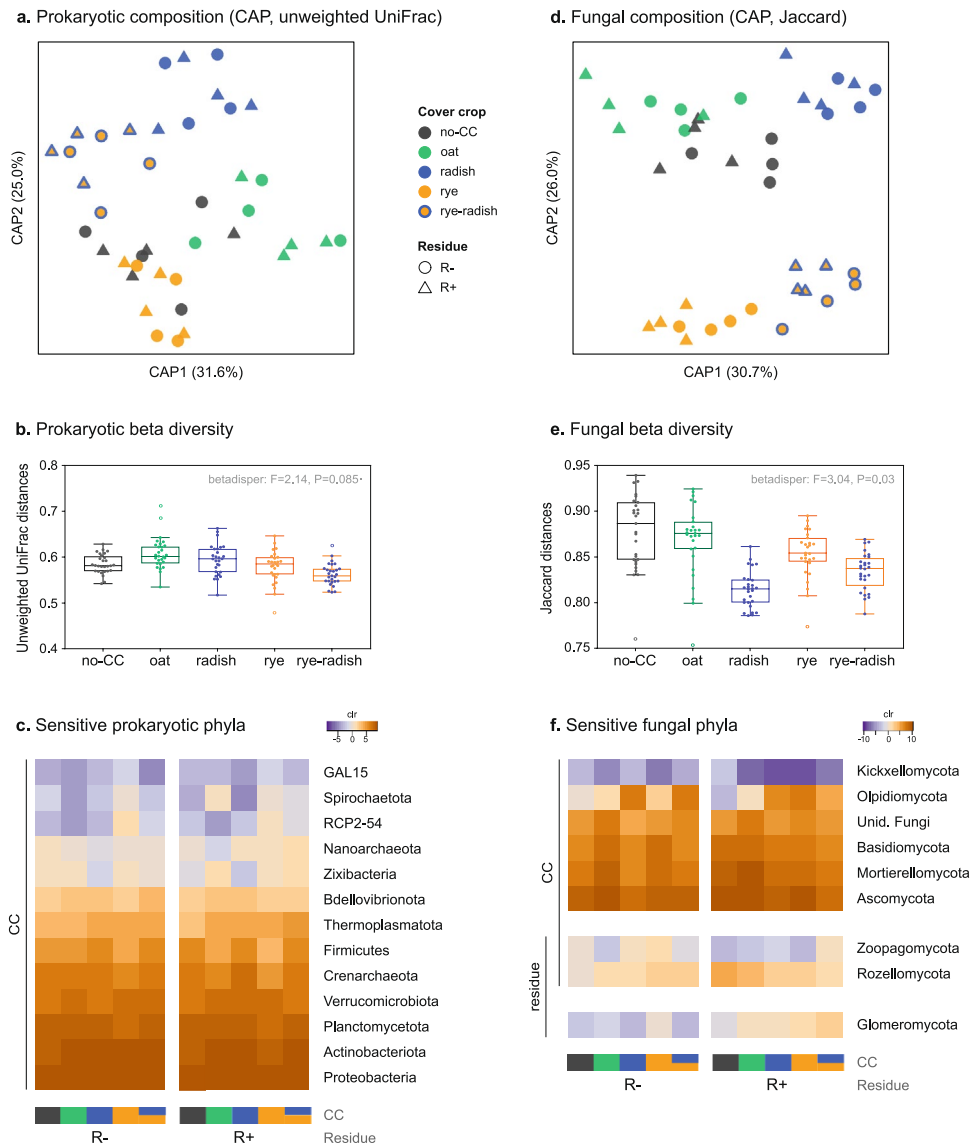 a. Prokaryotic composition (CAP, unweighted UniFrac)
CAP2 (25.0%)
CAP1 (31.6%)
Cover crop
no-CC
oat
radish
rye
rye-radish
Residue
R-
R+
d. Fungal composition (CAP, Jaccard)
CAP2 (26.0%)
CAP1 (30.7%)
b. Prokaryotic beta diversity
Unweighted UniFrac distances
0.8
0.7
0.6
0.5
0.4
betadisper: F=2.14, P=0.085·
no-CC oat radish rye rye-radish
e. Fungal beta diversity
Jaccard distances
0.95
0.90
0.85
0.80
0.75
betadisper: F=3.04, P=0.03
no-CC oat radish rye rye-radish
c. Sensitive prokaryotic phyla
clr
-5 0 5
CC
GAL15
Spirochaetota
RCP2-54
Nanoarchaeota
Zixibacteria
Bdellovibrionota
Thermoplasmatota
Firmicutes
Crenarchaeota
Verrucomicrobiota
Planctomycetota
Actinobacteriota
Proteobacteria
CC
R- R+ Residue
f. Sensitive fungal phyla
clr
-10 0 10
CC
Kickxellomycota
Olpidiomycota
Unid. Fungi
Basidiomycota
Mortierellomycota
Ascomycota
residue
Zoopagomycota
Rozellomycota
Glomeromycota
CC
R- R+ Residue